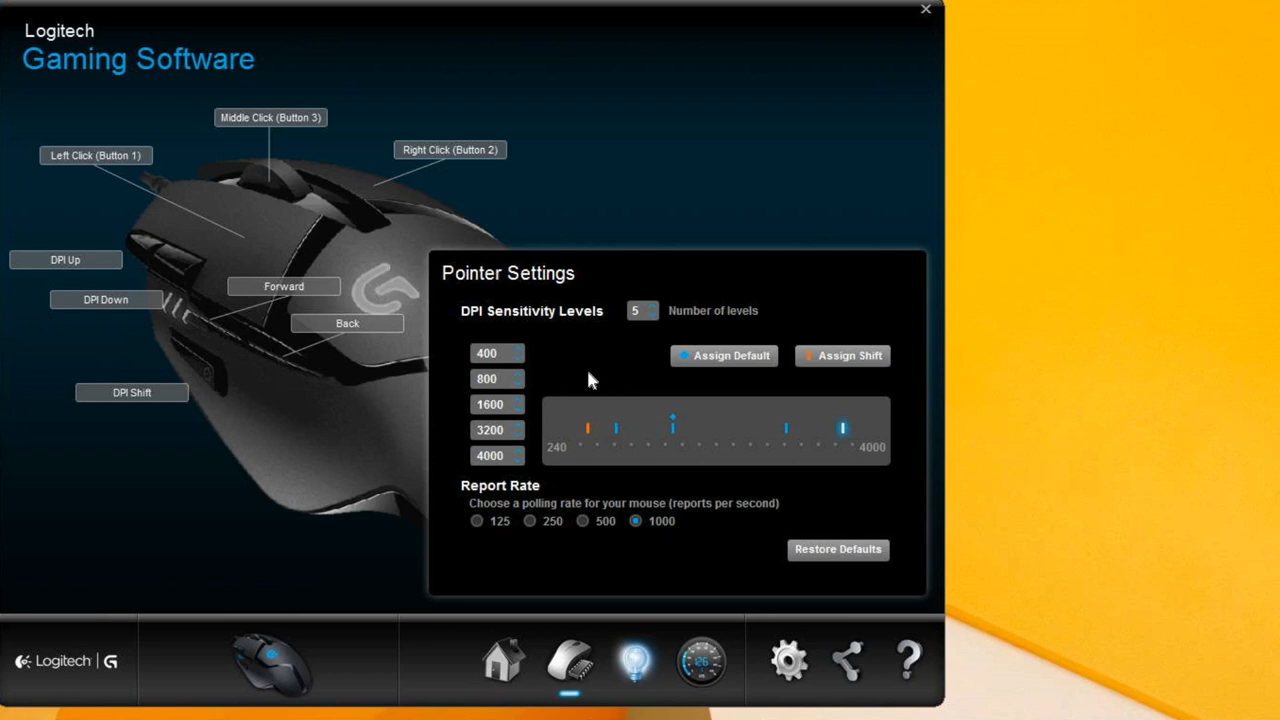 Logitech
Gaming Software
Middle Click (Button 3)
Left Click (Button 1)
Right Click (Button 2)
DPI Up
DPI Down
Forward
Back
DPI Shift
Pointer Settings
DPI Sensitivity Levels 5 Number of levels
400
800
1600
3200
4000
Assign Default Assign Shift
240 4000
Report Rate
Choose a polling rate for your mouse (reports per second)
125 250 500 1000
Restore Defaults
Logitech G
126
?